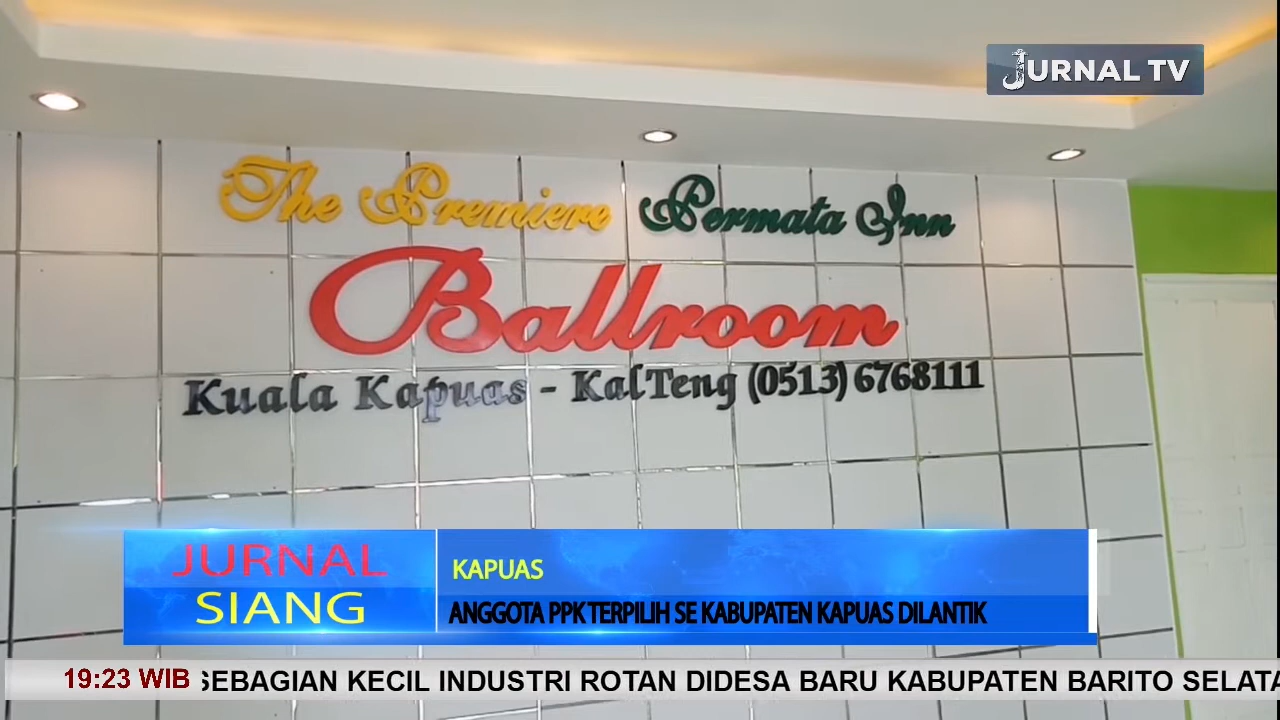 JURNAL TV
The Premiere Permata Inn
Ballroom
Kuala Kapuas - KalTeng (0513) 6768111
JURNAL
SIANG
KAPUAS
ANGGOTA PPK TERPILIH SE KABUPATEN KAPUAS DILANTIK
19:23 WIB SEBAGIAN KECIL INDUSTRI ROTAN DIDESA BARU KABUPATEN BARITO SELATA